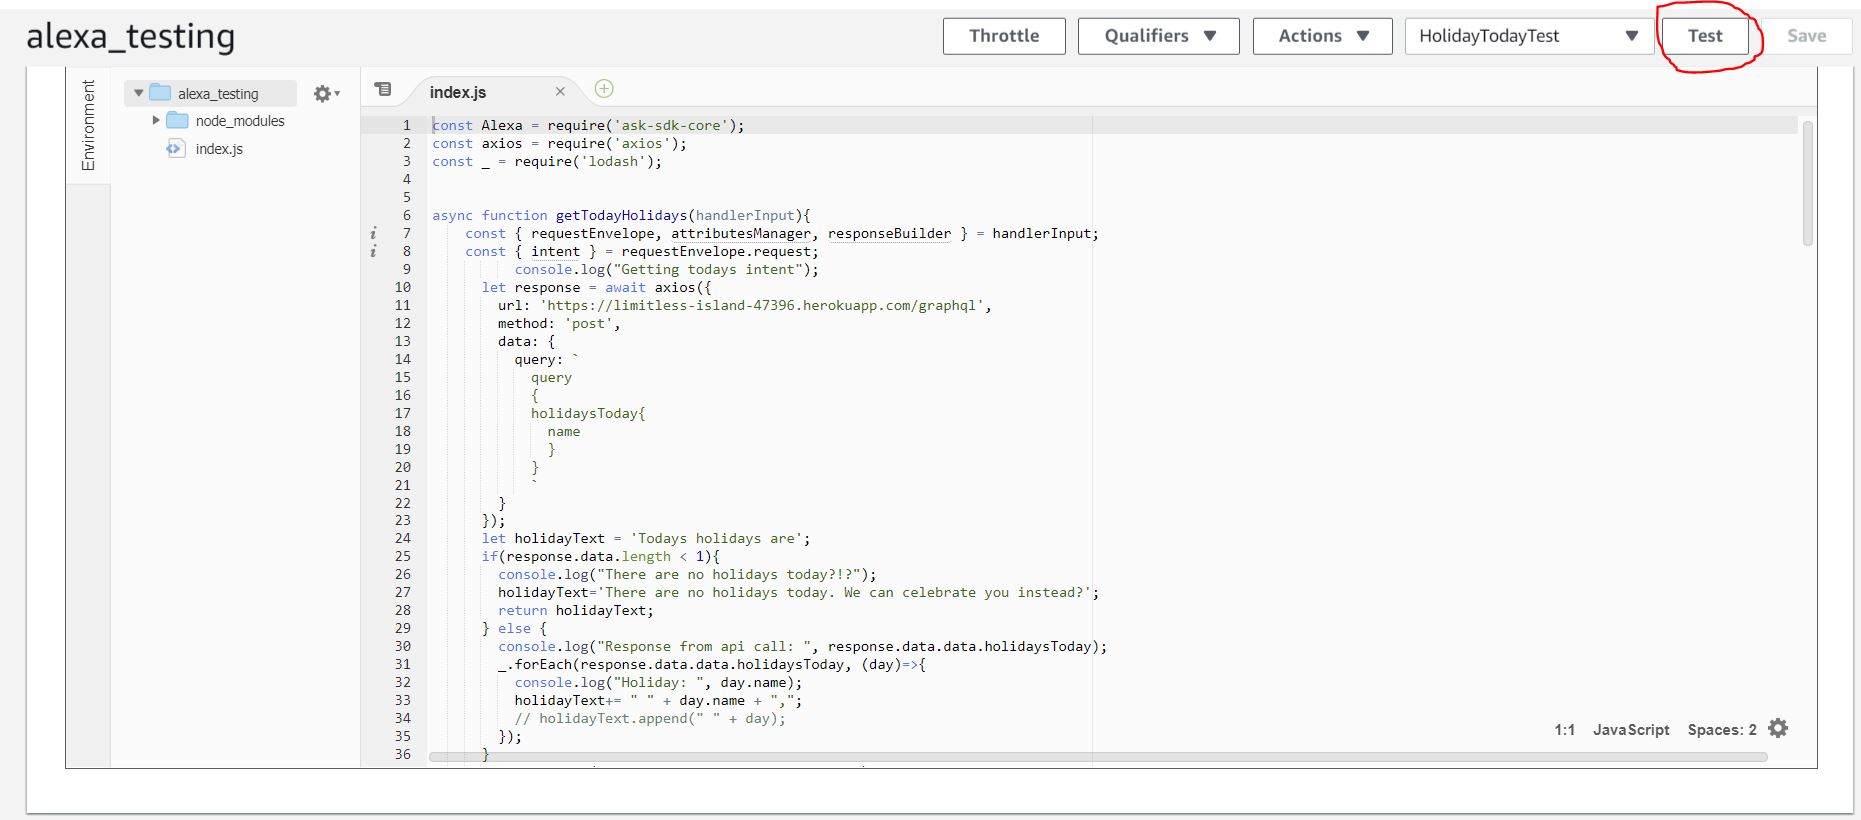 alexa_testing
Throttle
Qualifiers
Actions
HolidayTodayTest
Test
Save
Environment
alexa_testing
node_modules
index.js
index.js
1 const Alexa = require('ask-sdk-core');
2 const axios = require('axios');
3 const _ = require('lodash');
4
5
6 async function getTodayHolidays(handlerInput){
7 const { requestEnvelope, attributesManager, responseBuilder } = handlerInput;
8 const { intent } = requestEnvelope.request;
9 console.log("Getting todays intent");
10 let response = await axios({
11 url: 'https://limitless-island-47396.herokuapp.com/graphql',
12 method: 'post',
13 data: {
14 query: `
15 query
16 {
17 holidaysToday{
18 name
19 }
20 }
21 `
22 }
23 });
24 let holidayText = 'Todays holidays are';
25 if(response.data.length < 1){
26 console.log("There are no holidays today?!?");
27 holidayText='There are no holidays today. We can celebrate you instead?';
28 return holidayText;
29 } else {
30 console.log("Response from api call: ", response.data.data.holidaysToday);
31 _.forEach(response.data.data.holidaysToday, (day)=>{
32 console.log("Holiday: ", day.name);
33 holidayText+= " " + day.name + ",";
34 // holidayText.append(" " + day);
35 });
36 }
1:1 JavaScript Spaces: 2